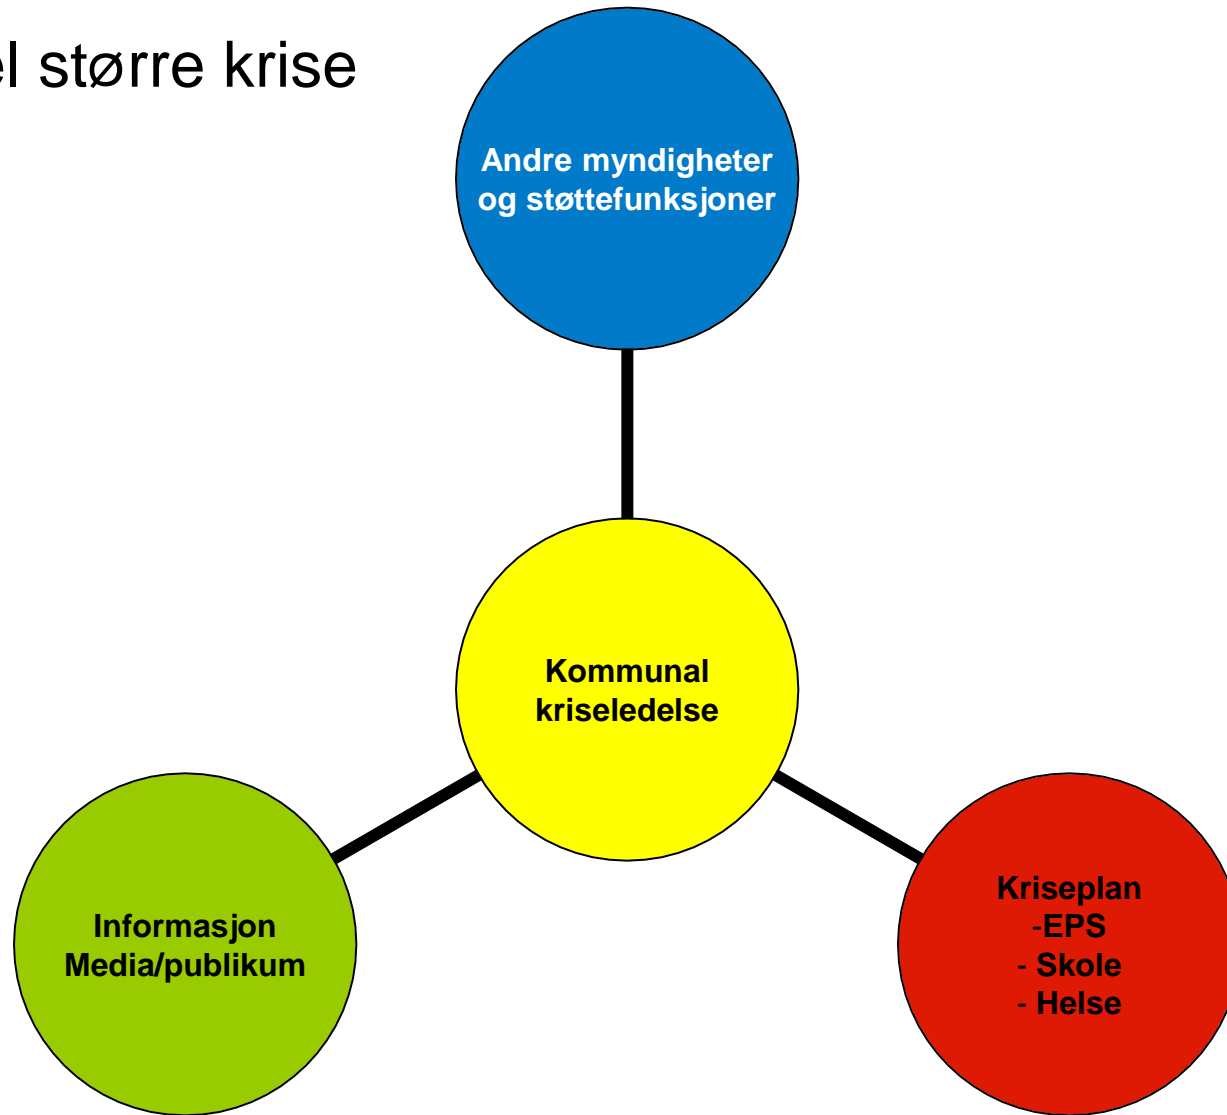 el større krise
Andre myndigheter
og støttefunksjoner
Kommunal
kriseledelse
Informasjon
Media/publikum
Kriseplan
-EPS
- Skole
- Helse